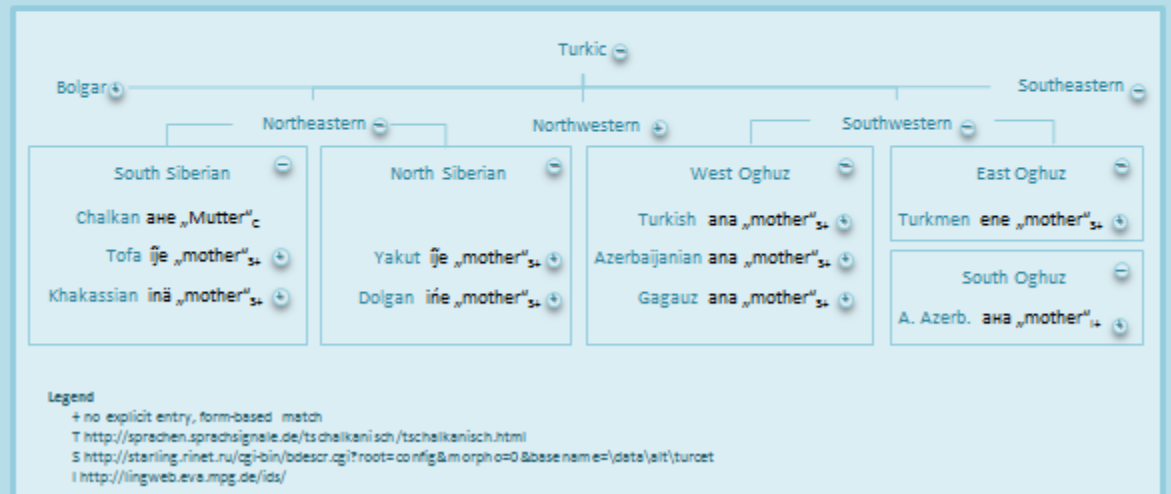 Turkic
Bolgar
Southeastern
Northeastern
Northwestern
Southwestern
South Siberian
Chalkan ане „Mutter“C
Tofa i͂je „mother“S+
Khakassian inä „mother“S+
North Siberian
Yakut i͂je „mother“S+
Dolgan ińe „mother“S+
West Oghuz
Turkish ana „mother“S+
Azerbaijanian ana „mother“S+
Gagauz ana „mother“S+
East Oghuz
Turkmen ene „mother“S+
South Oghuz
A. Azerb. ана „mother“I+
Legend
+ no explicit entry, form-based match
T http://sprachen.sprachsignale.de/tschalkanisch/tschalkanisch.html
S http://starling.rinet.ru/cgi-bin/bdescr.cgi?root=config&morpho=0&basename=\data\alt\turcet
I http://lingweb.eva.mpg.de/ids/